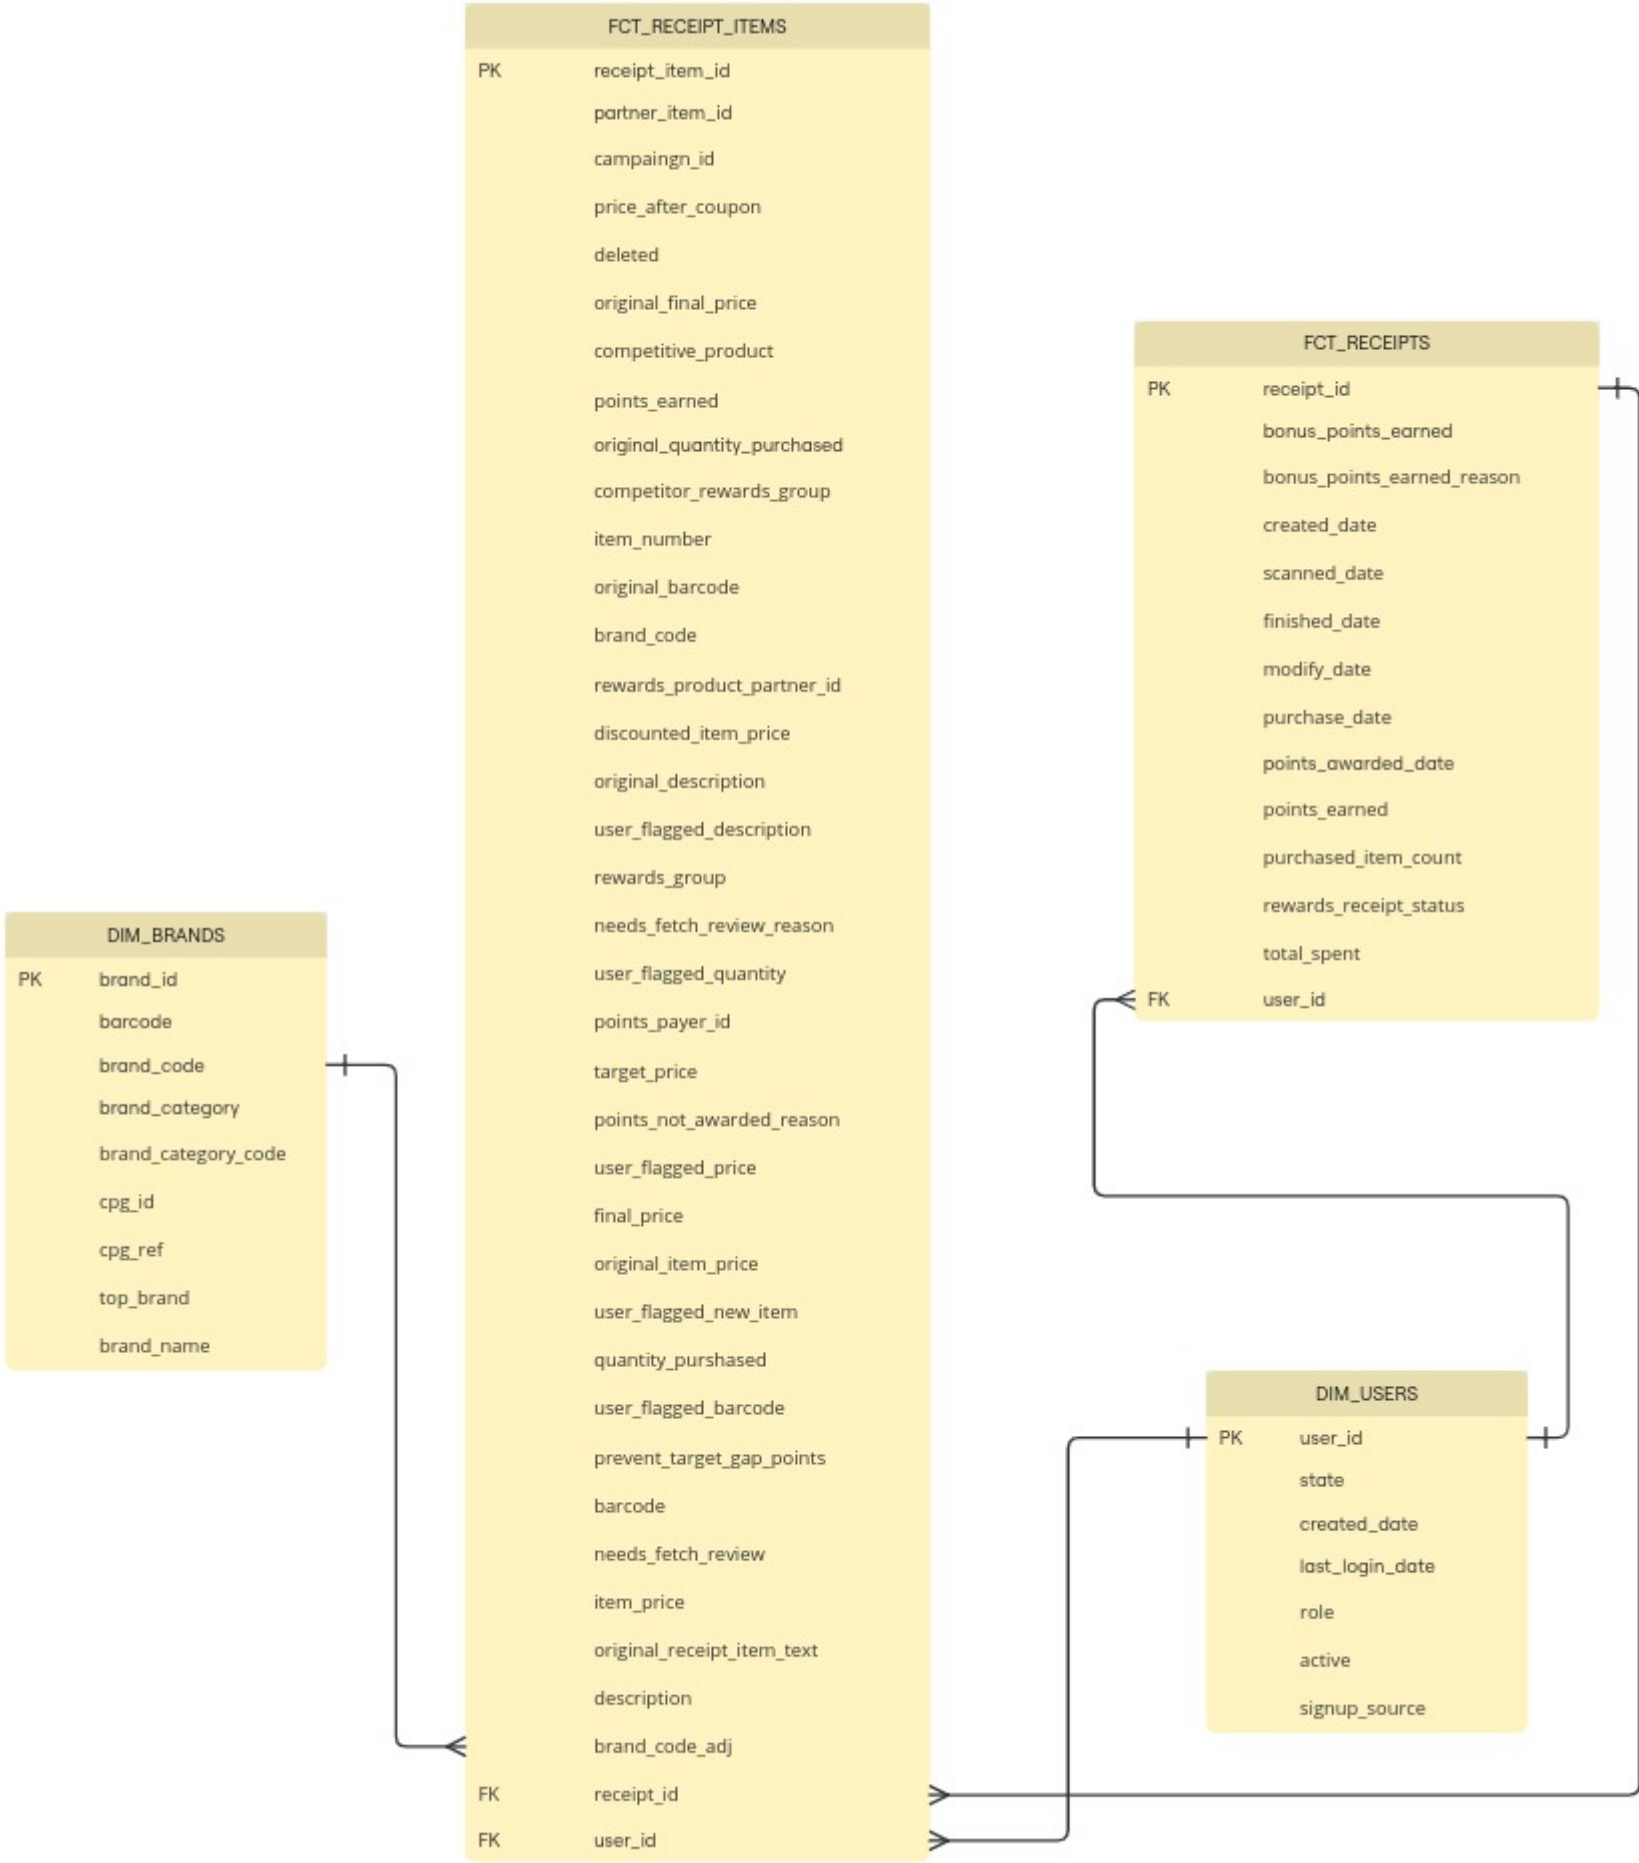 FCT_RECEIPT_ITEMS
PK receipt_item_id
partner_item_id
campaingn_id
price_after_coupon
deleted
original_final_price
competitive_product
points_earned
original_quantity_purchased
competitor_rewards_group
item_number
original_barcode
brand_code
rewards_product_partner_id
discounted_item_price
original_description
user_flagged_description
rewards_group
needs_fetch_review_reason
user_flagged_quantity
points_payer_id
target_price
points_not_awarded_reason
user_flagged_price
final_price
original_item_price
user_flagged_new_item
quantity_purshased
user_flagged_barcode
prevent_target_gap_points
barcode
needs_fetch_review
item_price
original_receipt_item_text
description
brand_code_adj
FK receipt_id
FK user_id
FCT_RECEIPTS
PK receipt_id
bonus_points_earned
bonus_points_earned_reason
created_date
scanned_date
finished_date
modify_date
purchase_date
points_awarded_date
points_earned
purchased_item_count
rewards_receipt_status
total_spent
FK user_id
DIM_BRANDS
PK brand_id
barcode
brand_code
brand_category
brand_category_code
cpg_id
cpg_ref
top_brand
brand_name
DIM_USERS
PK user_id
state
created_date
last_login_date
role
active
signup_source